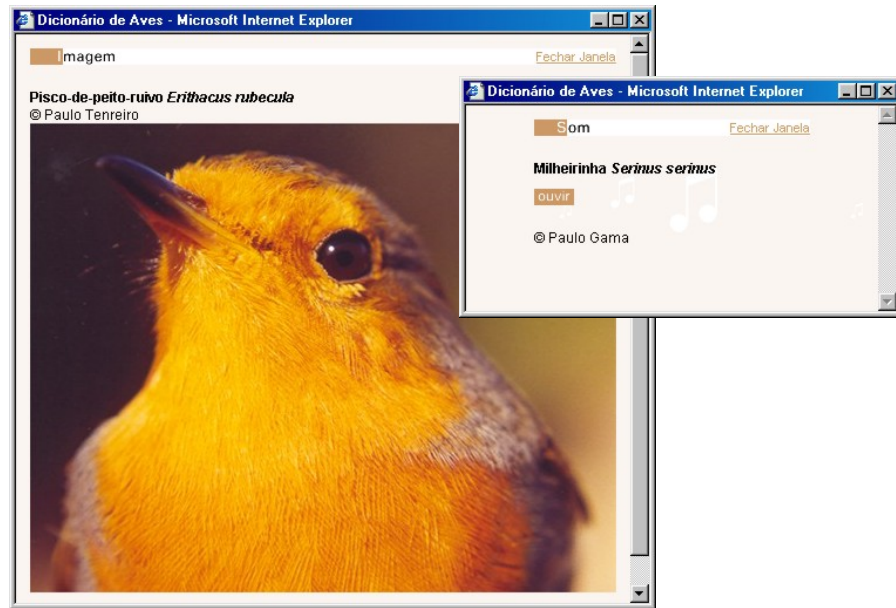 Dicionário de Aves - Microsoft Internet Explorer
Imagem
Fechar Janela
Pisco-de-peito-ruivo Erithacus rubecula
© Paulo Tenreiro
Dicionário de Aves - Microsoft Internet Explorer
Som
Fechar Janela
Milheirinha Serinus serinus
ouvir
© Paulo Gama